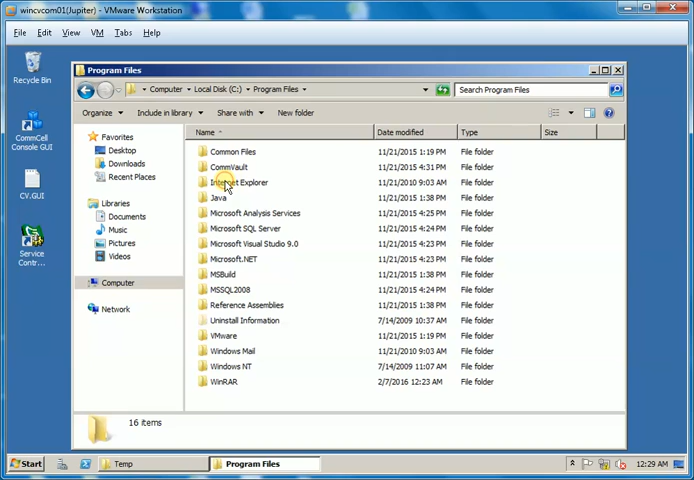 wincvcom01(Jupiter) - VMware Workstation
File Edit View VM Tabs Help
Recycle Bin
CommCell
Console GUI
CV.GUI
Service
Contr...
Program Files
Computer Local Disk (C:) Program Files
Search Program Files
Organize Include in library Share with New folder
Favorites
Desktop
Downloads
Recent Places
Libraries
Documents
Music
Pictures
Videos
Computer
Network
Name Date modified Type Size
Common Files 11/21/2015 1:19 PM File folder
CommVault 11/21/2015 4:31 PM File folder
Internet Explorer 11/21/2010 9:03 AM File folder
Java 11/21/2015 1:38 PM File folder
Microsoft Analysis Services 11/21/2015 4:25 PM File folder
Microsoft SQL Server 11/21/2015 4:24 PM File folder
Microsoft Visual Studio 9.0 11/21/2015 4:23 PM File folder
Microsoft.NET 11/21/2015 4:23 PM File folder
MSBuild 11/21/2015 1:38 PM File folder
MSSQL2008 11/21/2015 4:24 PM File folder
Reference Assemblies 11/21/2015 1:38 PM File folder
Uninstall Information 7/14/2009 10:37 AM File folder
VMware 11/21/2015 1:19 PM File folder
Windows Mail 11/21/2010 9:03 AM File folder
Windows NT 7/14/2009 11:07 AM File folder
WinRAR 2/7/2016 12:23 AM File folder
16 items
Start Temp Program Files 12:29 AM